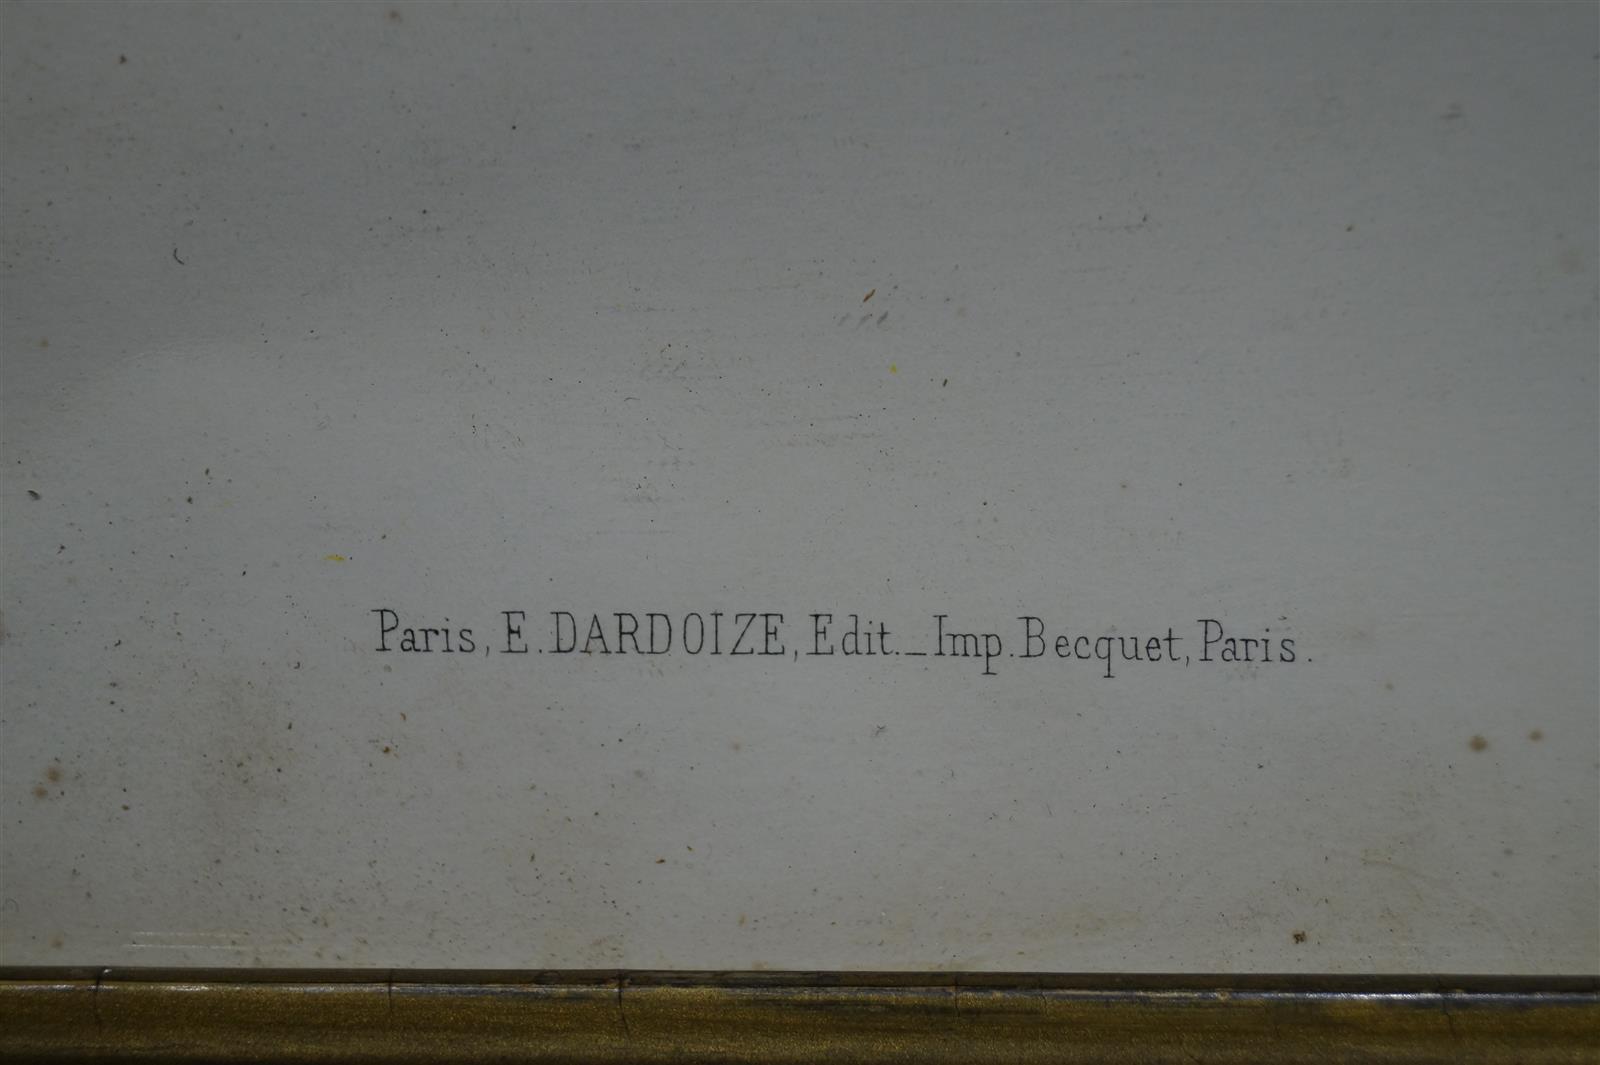 Paris, E. DARDOIZE, Edit._Imp. Becquet, Paris.